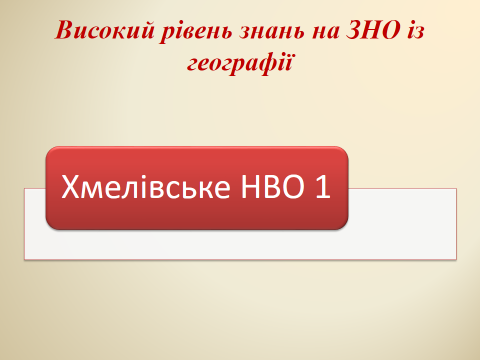 Високий рівень знань на ЗНО із
географії
Хмелівське НВО 1